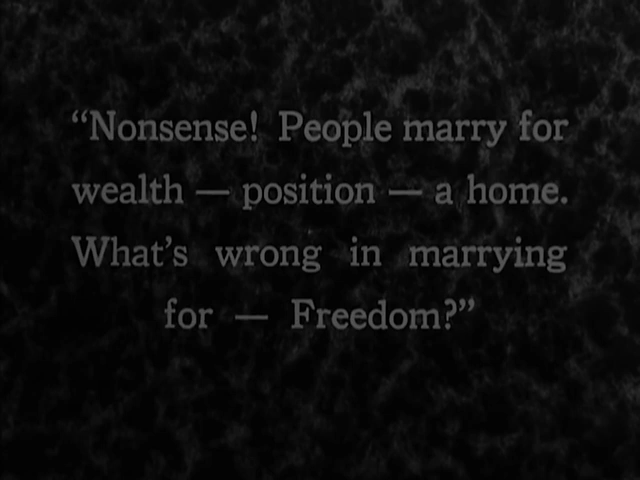 “Nonsense! People marry for
wealth — position — a home.
What’s wrong in marrying
for — Freedom?”